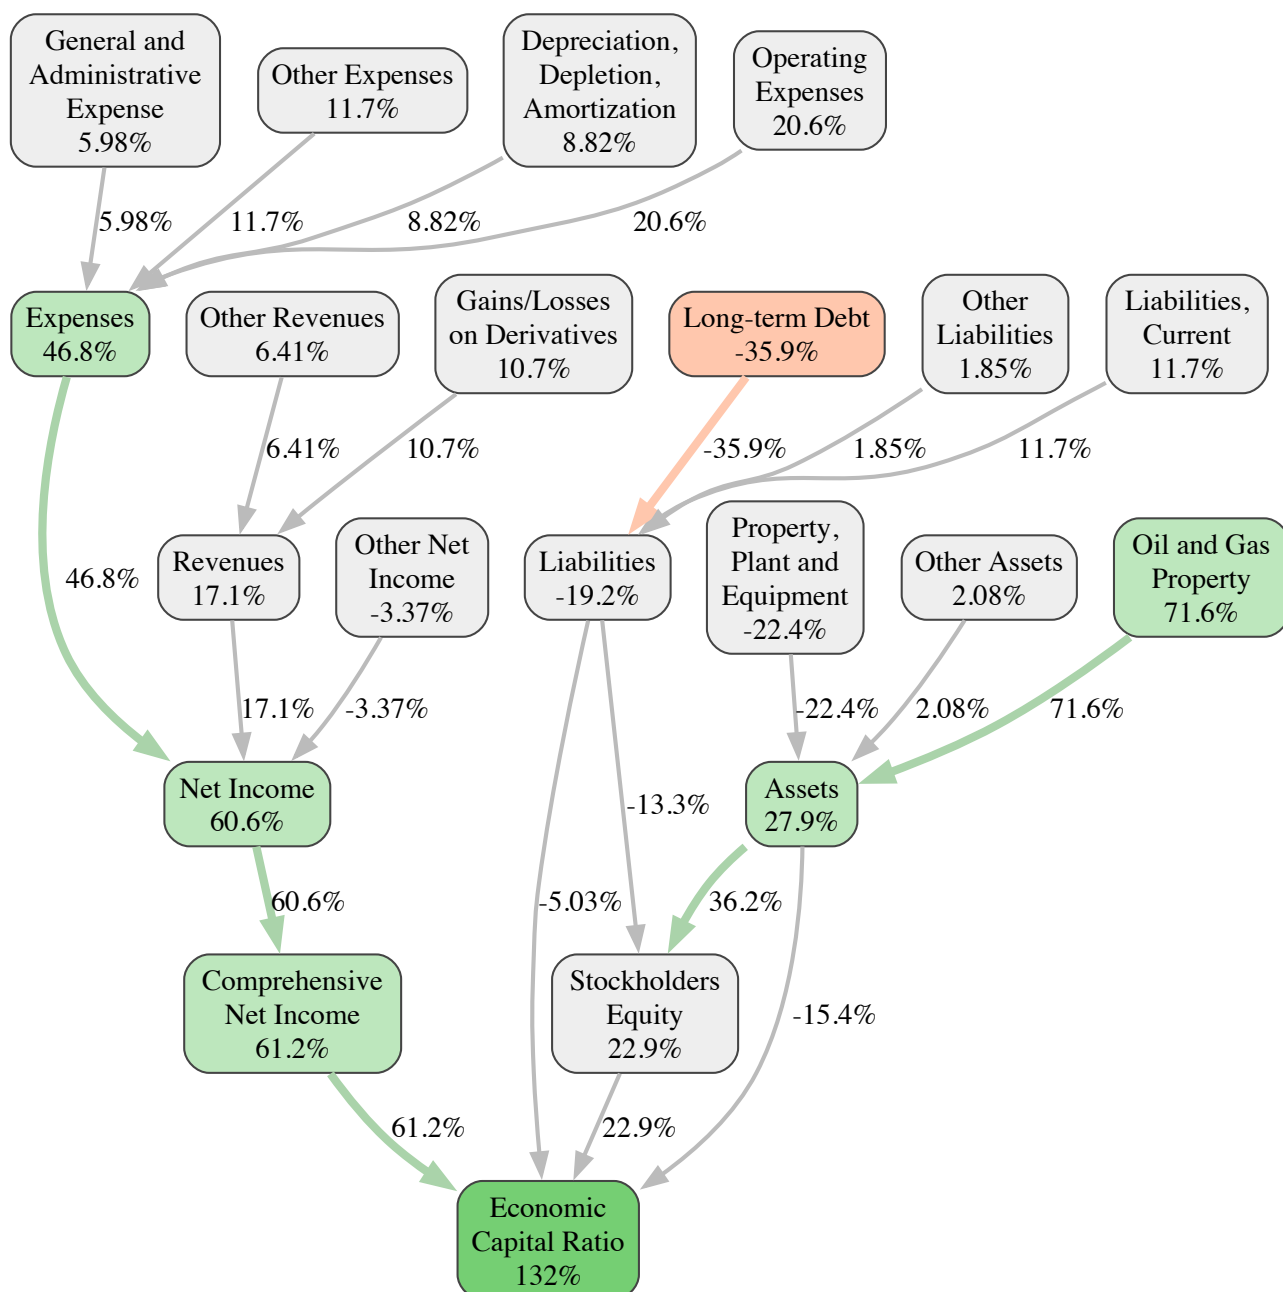 General and
Administrative
Expense
5.98%
Other Expenses
11.7%
Depreciation,
Depletion,
Amortization
8.82%
Operating
Expenses
20.6%
5.98%
11.7%
8.82%
20.6%
Expenses
46.8%
Other Revenues
6.41%
Gains/Losses
on Derivatives
10.7%
Long-term Debt
-35.9%
Other
Liabilities
1.85%
Liabilities,
Current
11.7%
6.41%
10.7%
-35.9%
1.85%
11.7%
46.8%
Revenues
17.1%
Other Net
Income
-3.37%
Liabilities
-19.2%
Property,
Plant and
Equipment
-22.4%
Other Assets
2.08%
Oil and Gas
Property
71.6%
17.1%
-3.37%
-22.4%
2.08%
71.6%
Net Income
60.6%
-13.3%
Assets
27.9%
60.6%
-5.03%
36.2%
Comprehensive
Net Income
61.2%
Stockholders
Equity
22.9%
-15.4%
61.2%
22.9%
Economic
Capital Ratio
132%